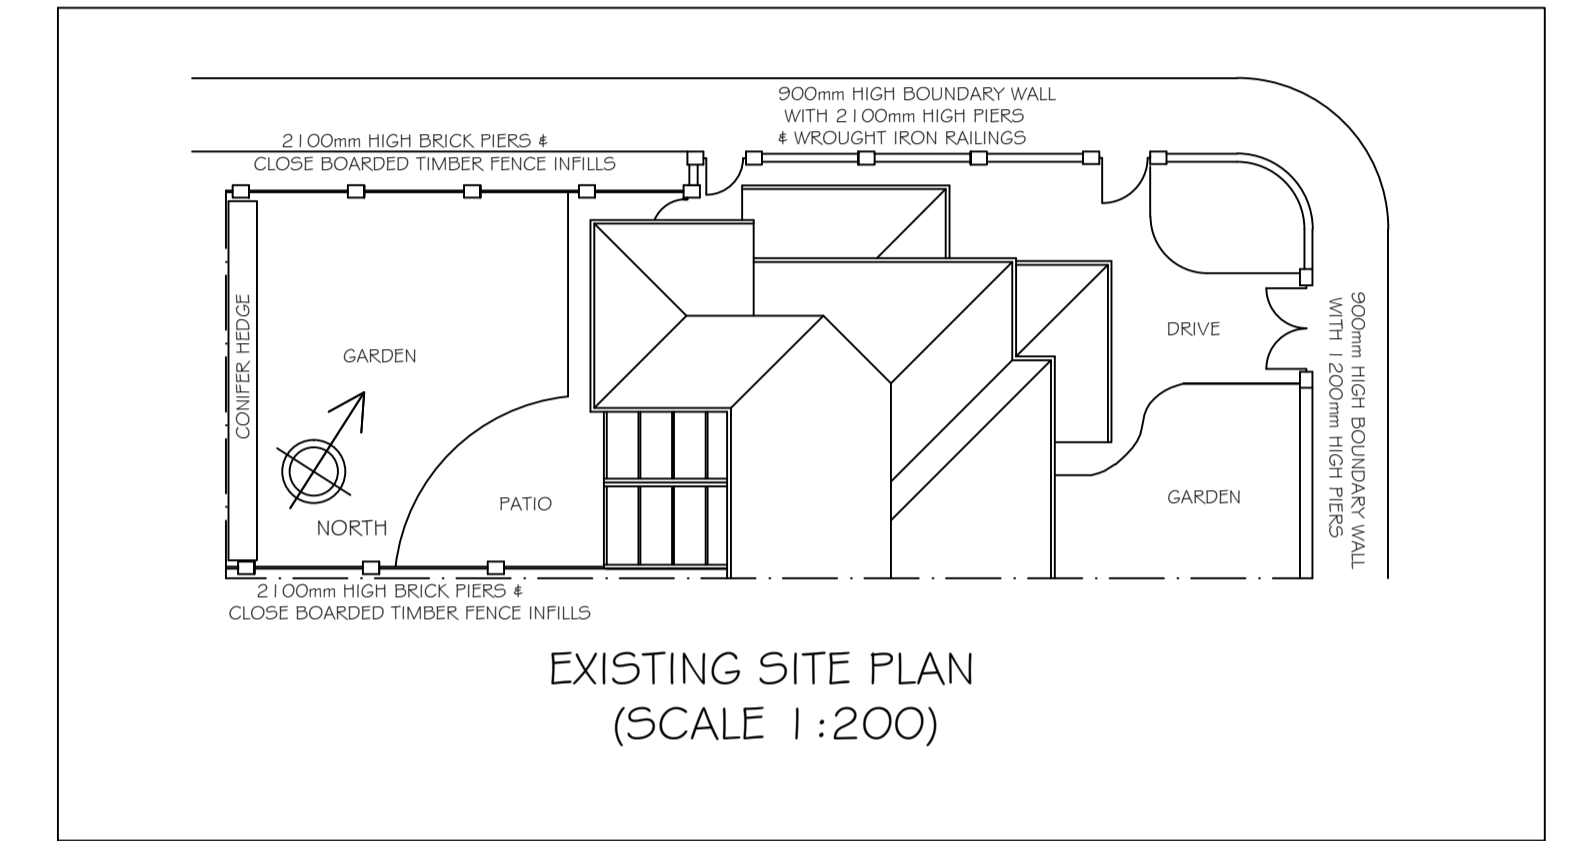 900mm HIGH BOUNDARY WALL
WITH 2100mm HIGH PIERS
& WROUGHT IRON RAILINGS
2100mm HIGH BRICK PIERS &
CLOSE BOARDED TIMBER FENCE INFILLS
CONIFER HEDGE
GARDEN
NORTH
PATIO
DRIVE
GARDEN
900mm HIGH BOUNDARY WALL
WITH 1200mm HIGH PIERS
2100mm HIGH BRICK PIERS &
CLOSE BOARDED TIMBER FENCE INFILLS
EXISTING SITE PLAN
(SCALE 1:200)